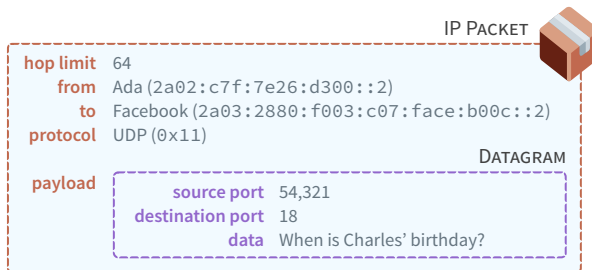 IP PACKET
hop limit 64
from Ada (2a02:c7f:7e26:d300::2)
to Facebook (2a03:2880:f003:c07:face:b00c::2)
protocol UDP (0x11)
DATAGRAM
payload
source port 54,321
destination port 18
data When is Charles’ birthday?